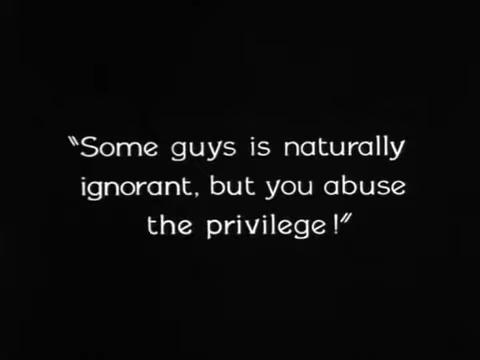 "Some guys is naturally
ignorant, but you abuse
the privilege!"